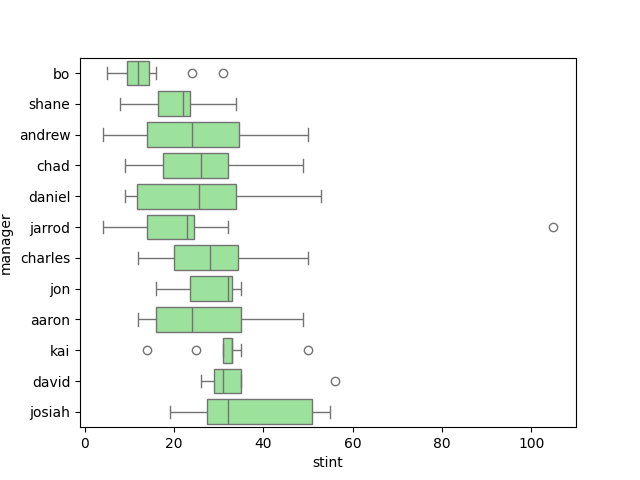 bo
shane
andrew
chad
daniel
jarrod
charles
jon
aaron
kai
david
josiah
manager
0 20 40 60 80 100
stint